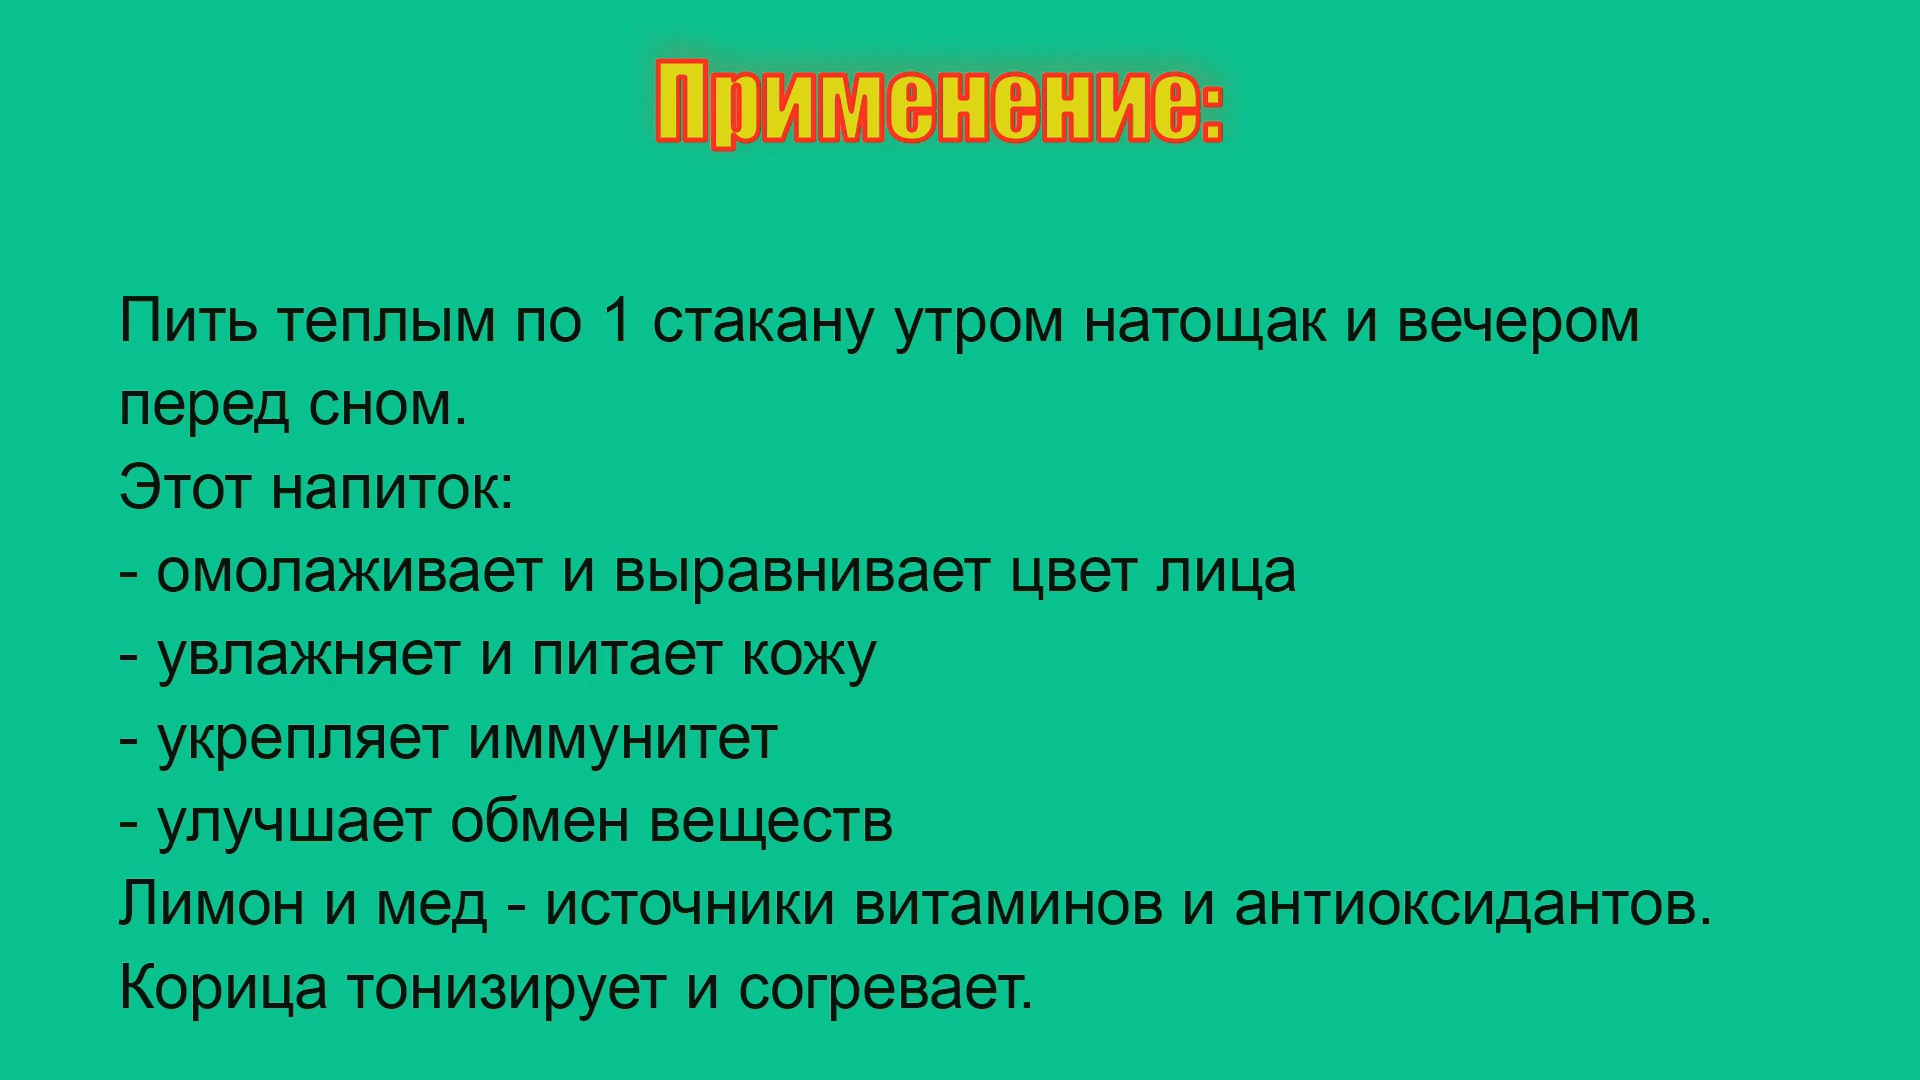 Применение:
Пить теплым по 1 стакану утром натощак и вечером
перед сном.
Этот напиток:
- омолаживает и выравнивает цвет лица
- увлажняет и питает кожу
- укрепляет иммунитет
- улучшает обмен веществ
Лимон и мед - источники витаминов и антиоксидантов.
Корица тонизирует и согревает.